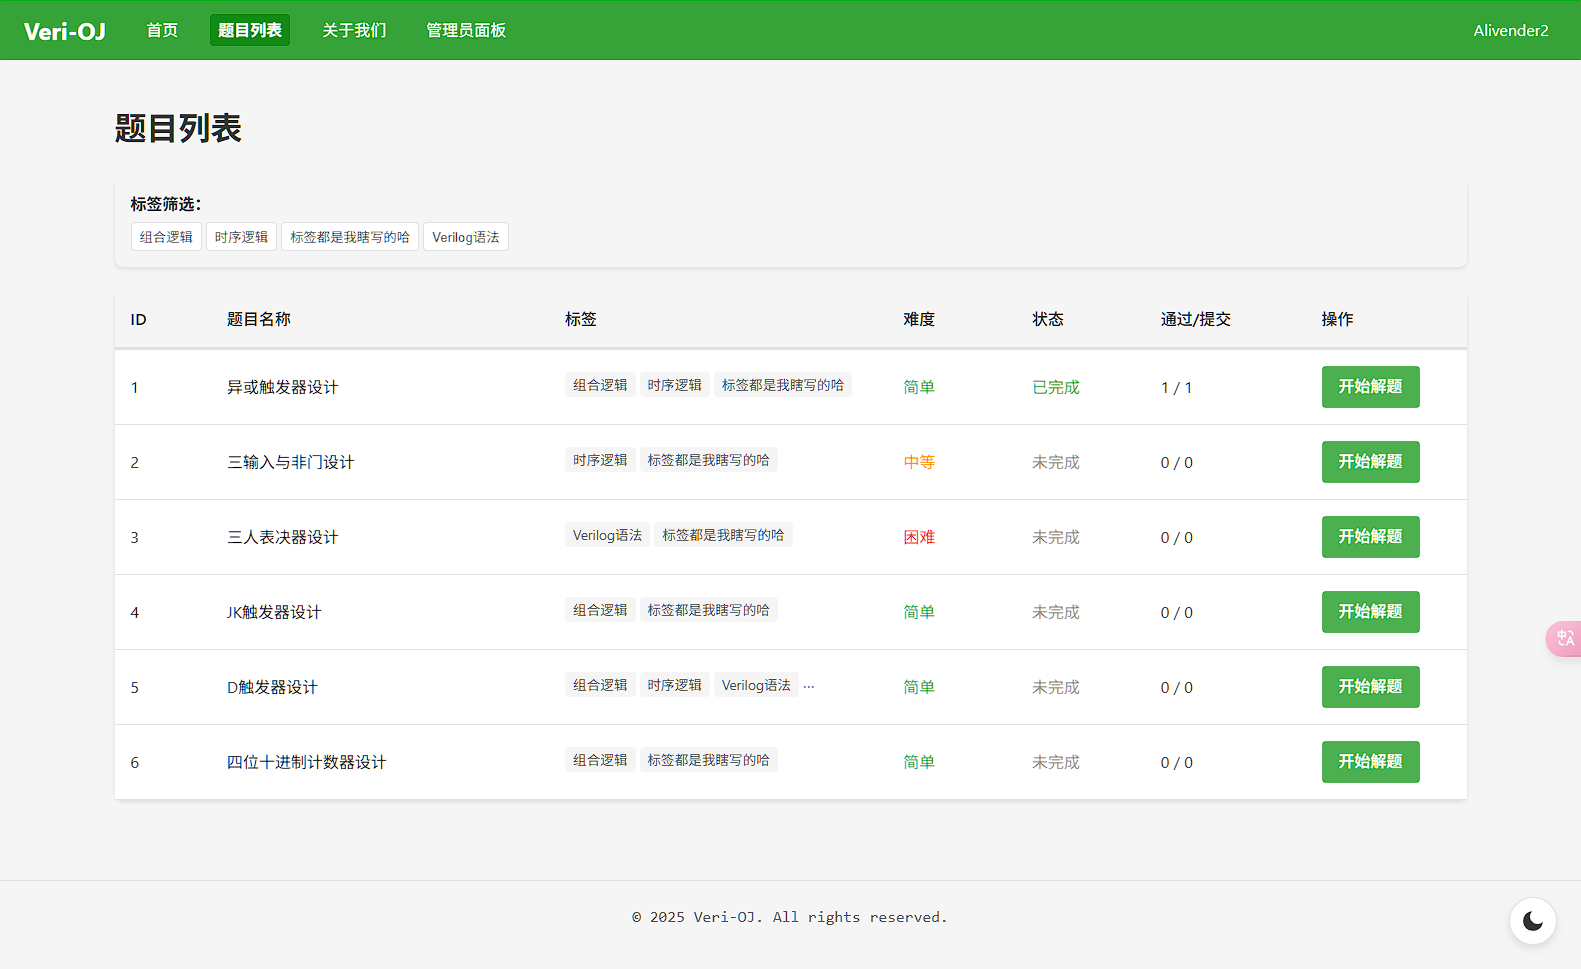 Veri-OJ 首页 题目列表 关于我们 管理员面板 Alivender2
题目列表
标签筛选：
组合逻辑 时序逻辑 标签都是我瞎写的哈 Verilog语法
ID 题目名称 标签 难度 状态 通过/提交 操作
1 异或触发器设计 组合逻辑 时序逻辑 标签都是我瞎写的哈 简单 已完成 1 / 1 开始解题
2 三输入与非门设计 时序逻辑 标签都是我瞎写的哈 中等 未完成 0 / 0 开始解题
3 三人表决器设计 Verilog语法 标签都是我瞎写的哈 困难 未完成 0 / 0 开始解题
4 JK触发器设计 组合逻辑 标签都是我瞎写的哈 简单 未完成 0 / 0 开始解题
5 D触发器设计 组合逻辑 时序逻辑 Verilog语法 ... 简单 未完成 0 / 0 开始解题
6 四位十进制计数器设计 组合逻辑 标签都是我瞎写的哈 简单 未完成 0 / 0 开始解题
中A
© 2025 Veri-OJ. All rights reserved.